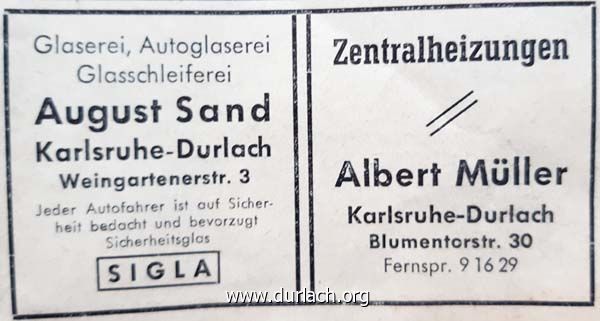 Glaserei, Autoglaserei
Glasschleiferei
August Sand
Karlsruhe-Durlach
Weingartenerstr. 3
Jeder Autofahrer ist auf Sicher-
heit bedacht und bevorzugt
Sicherheitsglas
SIGLA
Zentralheizungen
Albert Müller
Karlsruhe-Durlach
Blumentorstr. 30
Fernspr. 9 16 29
www.durlach.org